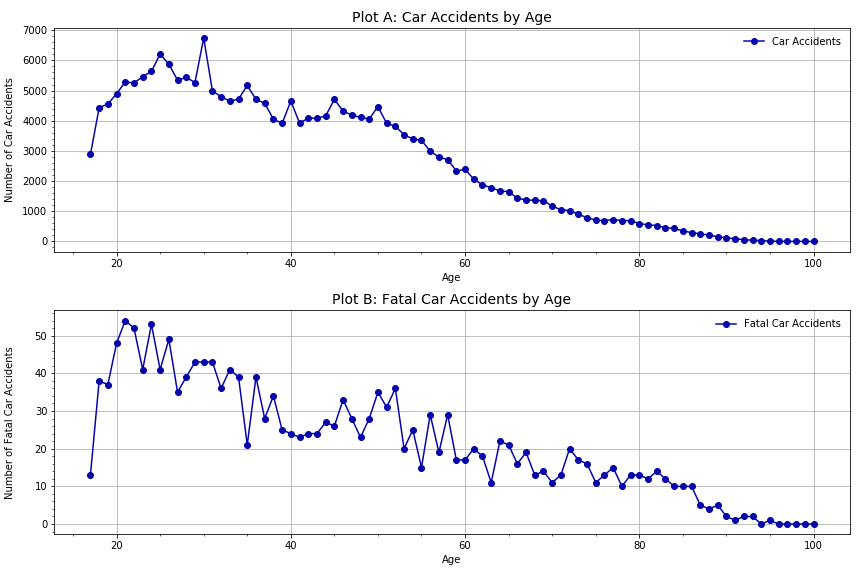 Plot A: Car Accidents by Age
Number of Car Accidents
7000
6000
5000
4000
3000
2000
1000
0
Car Accidents
20 40 60 80 100
Age
Plot B: Fatal Car Accidents by Age
Number of Fatal Car Accidents
50
40
30
20
10
0
Fatal Car Accidents
20 40 60 80 100
Age